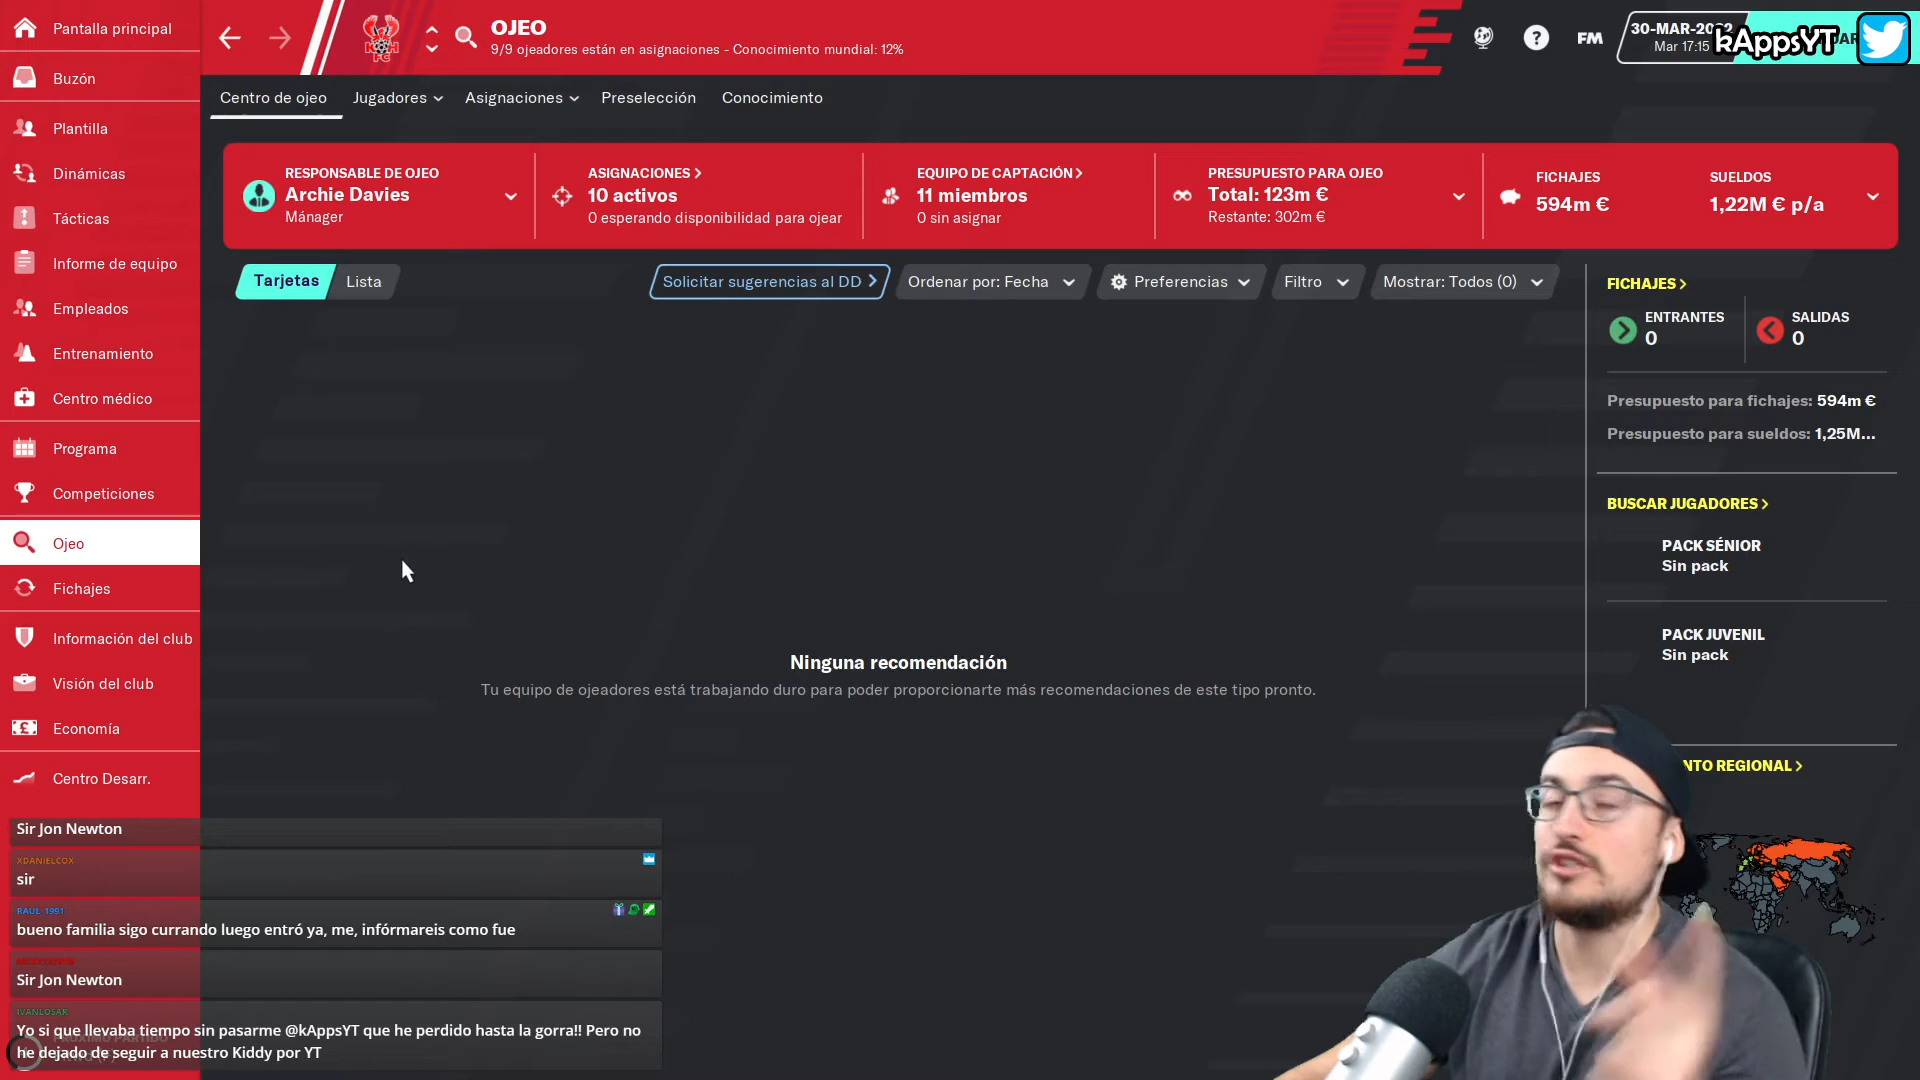 Pantalla principal
Buzón
Plantilla
Dinámicas
Tácticas
Informe de equipo
Empleados
Entrenamiento
Centro médico
Programa
Competiciones
Ojeo
Fichajes
Información del club
Visión del club
Economía
Centro Desarr.
OJEO
9/9 ojeadores están en asignaciones - Conocimiento mundial: 12%
FM
30-MAR-20
Mar 17:15
kAppsYT
Centro de ojeo
Jugadores
Asignaciones
Preselección
Conocimiento
RESPONSABLE DE OJEO
Archie Davies
Mánager
ASIGNACIONES
10 activos
0 esperando disponibilidad para ojear
EQUIPO DE CAPTACIÓN
11 miembros
0 sin asignar
PRESUPUESTO PARA OJEO
Total: 123m €
Restante: 302m €
FICHAJES
594m €
SUELDOS
1,22M € p/a
Tarjetas
Lista
Solicitar sugerencias al DD
Ordenar por: Fecha
Preferencias
Filtro
Mostrar: Todos (0)
Ninguna recomendación
Tu equipo de ojeadores está trabajando duro para poder proporcionarte más recomendaciones de este tipo pronto.
FICHAJES
ENTRANTES
0
SALIDAS
0
Presupuesto para fichajes: 594m €
Presupuesto para sueldos: 1,25M...
BUSCAR JUGADORES
PACK SÉNIOR
Sin pack
PACK JUVENIL
Sin pack
NTO REGIONAL
Sir Jon Newton
XDANIELCOX
sir
RAUL_1991
bueno familia sigo currando luego entró ya, me, infórmareis como fue
Sir Jon Newton
IVANLOSAR
Yo si que llevaba tiempo sin pasarme @kAppsYT que he perdido hasta la gorra!! Pero no
he dejado de seguir a nuestro Kiddy por YT